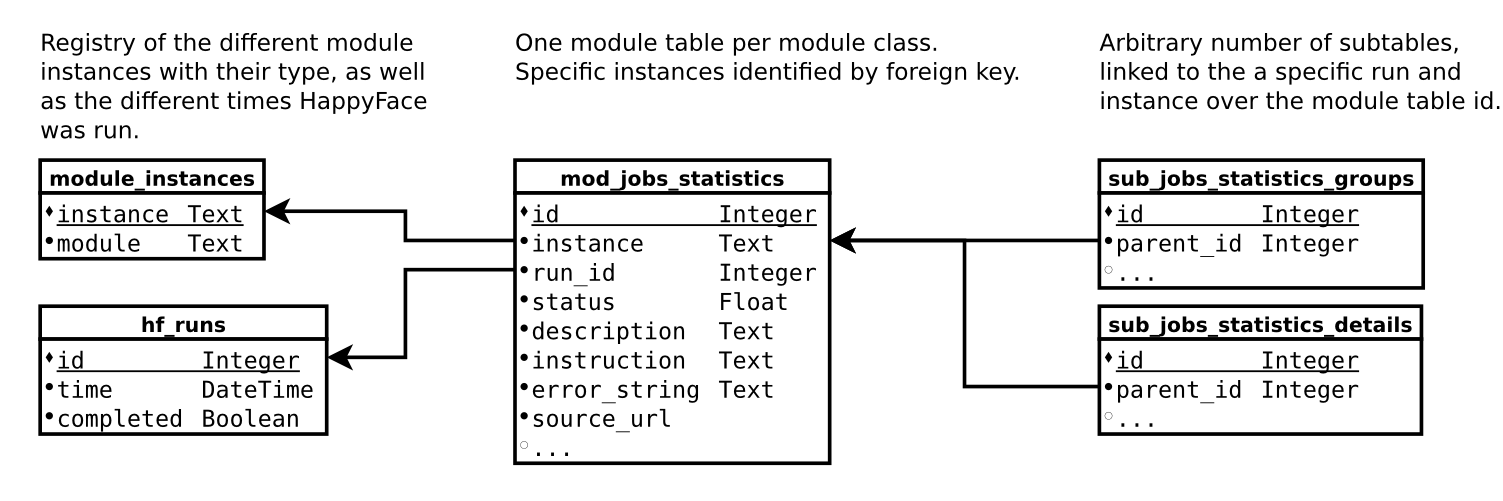 Registry of the different module
instances with their type, as well
as the different times HappyFace
was run.
One module table per module class.
Specific instances identified by foreign key.
Arbitrary number of subtables,
linked to the a specific run and
instance over the module table id.
module_instances
instance Text
module Text
hf_runs
id Integer
time DateTime
completed Boolean
mod_jobs_statistics
id Integer
instance Text
run_id Integer
status Float
description Text
instruction Text
error_string Text
source_url
...
sub_jobs_statistics_groups
id Integer
parent_id Integer
...
sub_jobs_statistics_details
id Integer
parent_id Integer
...